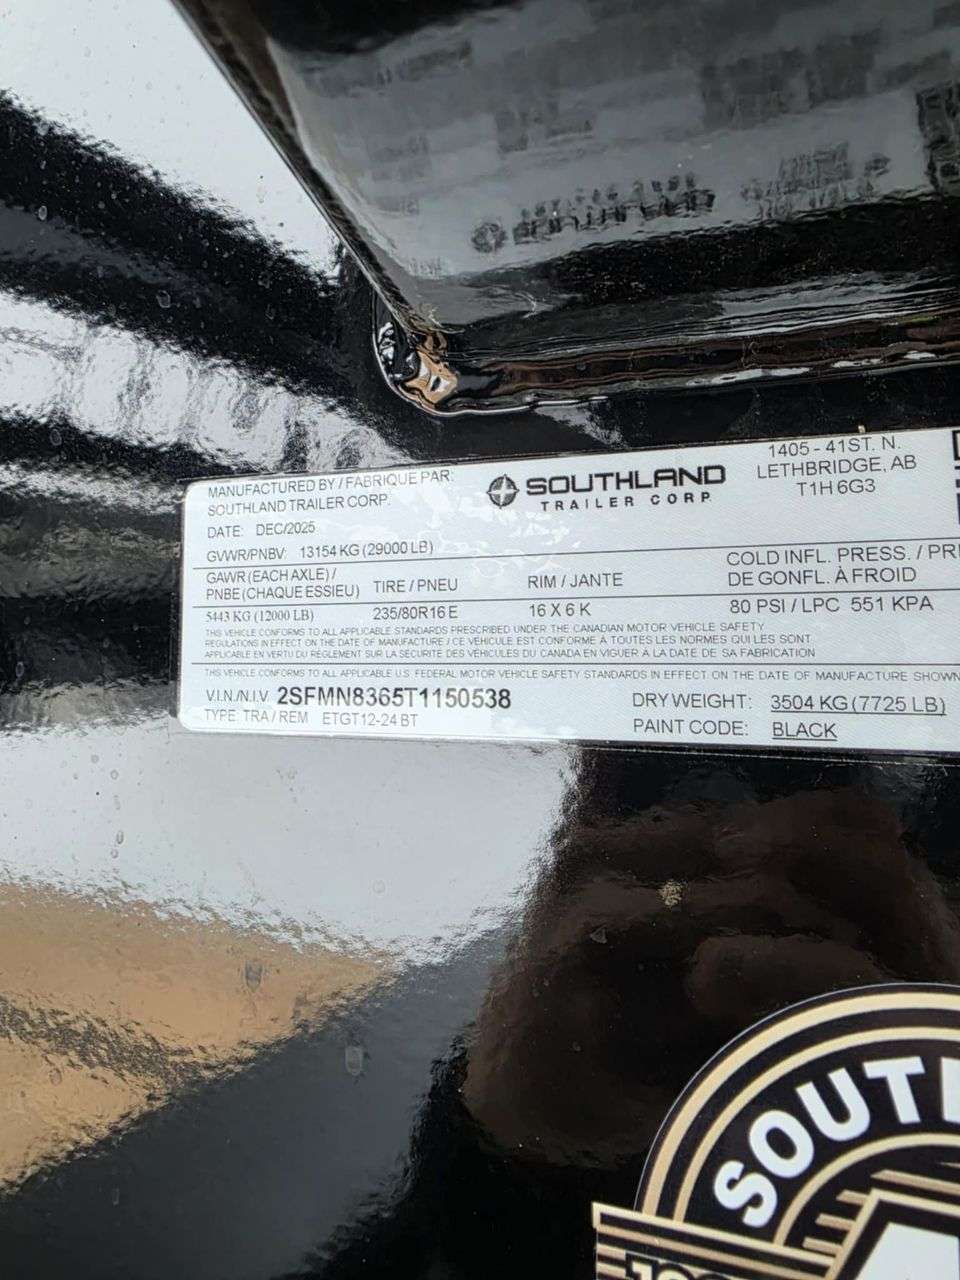 MANUFACTURED BY / FABRIQUE PAR:
SOUTHLAND TRAILER CORP.
SOUTHLAND
TRAILER CORP.
1405 - 41ST. N.
LETHBRIDGE, AB
T1H 6G3
DATE: DEC/2025
GVWR/PNBV: 13154 KG (29000 LB)
GAWR (EACH AXLE) /
PNBE (CHAQUE ESSIEU)
TIRE / PNEU
RIM / JANTE
COLD INFL. PRESS. / PRE
DE GONFL. À FROID
5443 KG (12000 LB) 235/80R16 E 16 X 6 K 80 PSI / LPC 551 KPA
THIS VEHICLE CONFORMS TO ALL APPLICABLE STANDARDS PRESCRIBED UNDER THE CANADIAN MOTOR VEHICLE SAFETY
REGULATIONS IN EFFECT ON THE DATE OF MANUFACTURE / CE VÉHICULE EST CONFORME À TOUTES LES NORMES QUI LES SONT
APPLICABLE EN VERTU DU RÈGLEMENT SUR LA SÉCURITÉ DES VÉHICULES DU CANADA EN VIGUER À LA DATE DE SA FABRICATION
THIS VEHICLE CONFORMS TO ALL APPLICABLE U.S. FEDERAL MOTOR VEHICLE SAFETY STANDARDS IN EFFECT ON THE DATE OF MANUFACTURE SHOWN
V.I.N./N.I.V. 2SFMN8365T1150538 DRY WEIGHT: 3504 KG (7725 LB)
TYPE: TRA / REM ETGT12-24 BT PAINT CODE: BLACK
SOUTH